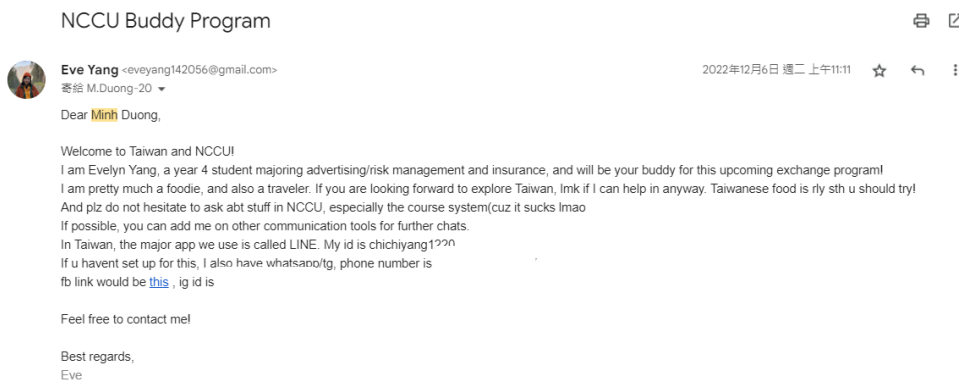 NCCU Buddy Program
Eve Yang <eveyang142056@gmail.com>
2022年12月6日 週二 上午11:11
寄給 M.Duong-20
Dear Minh Duong,
Welcome to Taiwan and NCCU!
I am Evelyn Yang, a year 4 student majoring advertising/risk management and insurance, and will be your buddy for this upcoming exchange program!
I am pretty much a foodie, and also a traveler. If you are looking forward to explore Taiwan, lmk if I can help in anyway. Taiwanese food is rly sth u should try!
And plz do not hesitate to ask abt stuff in NCCU, especially the course system(cuz it sucks lmao
If possible, you can add me on other communication tools for further chats.
In Taiwan, the major app we use is called LINE. My id is
If u havent set up for this, I also have whatsapp/tg, phone number is
fb link would be this , ig id is
Feel free to contact me!
Best regards,
Eve